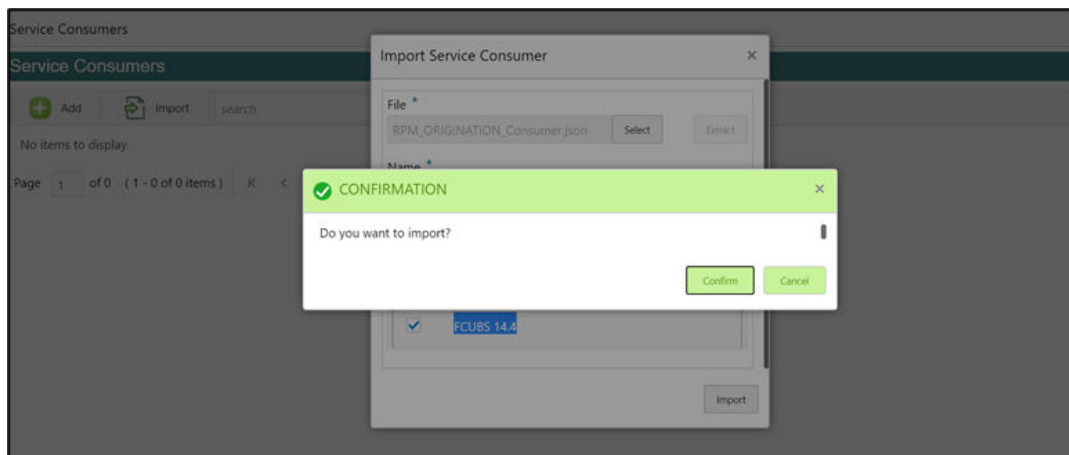 Service Consumers
Service Consumers
Add Import search
No items to display.
Page 1 of 0 ( 1 - 0 of 0 items ) K <
Import Service Consumer ×
File *
RPM_ORIGINATION_Consumer.json Select Extract
Name *
CONFIRMATION ×
Do you want to import?
Confirm Cancel
FCUBS 14.4
Import